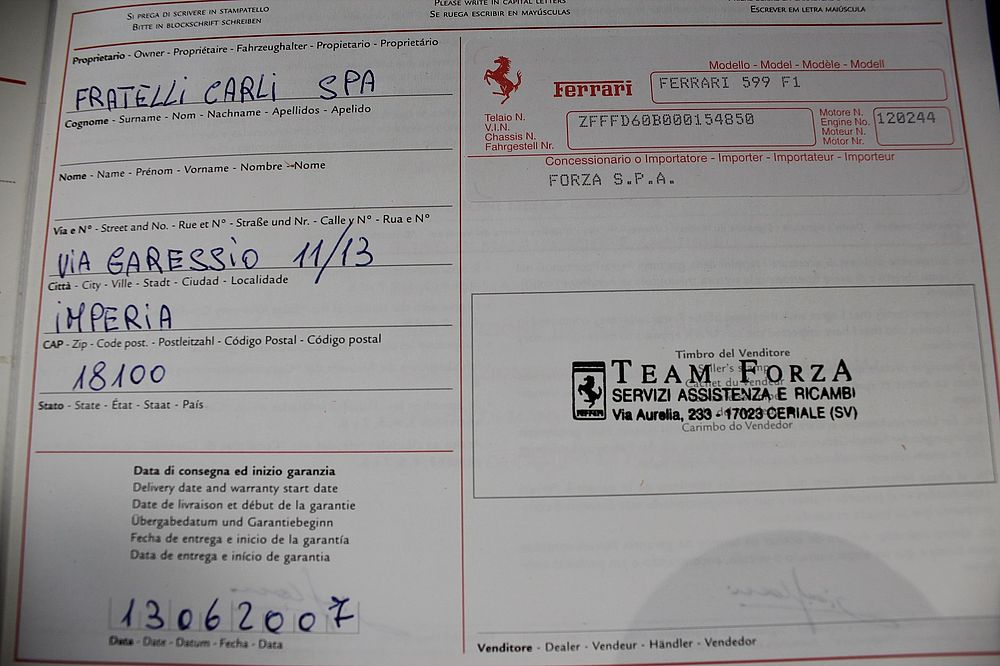 SI PREGA DI SCRIVERE IN STAMPATELLO
BITTE IN BLOCKSCHRIFT SCHREIBEN
PLEASE WRITE IN CAPITAL LETTERS
SE RUEGA ESCRIBIR EN MAYÚSCULAS
ESCREVER EM LETRA MAIÚSCULA
Proprietario - Owner - Propriétaire - Fahrzeughalter - Propietario - Proprietário
FRATELLI CARLI SPA
Cognome - Surname - Nom - Nachname - Apellidos - Apelido
Nome - Name - Prénom - Vorname - Nombre - Nome
Via e N° - Street and No. - Rue et N° - Straße und Nr. - Calle y N° - Rua e N°
VIA GARESSIO 11/13
Città - City - Ville - Stadt - Ciudad - Localidade
IMPERIA
CAP - Zip - Code post. - Postleitzahl - Código Postal - Código postal
18100
Stato - State - État - Staat - País
Data di consegna ed inizio garanzia
Delivery date and warranty start date
Date de livraison et début de la garantie
Übergabedatum und Garantiebeginn
Fecha de entrega e inicio de la garantía
Data de entrega e início de garantia
13062007
Data - Date - Datum - Fecha - Data
Modello - Model - Modèle - Modell
Ferrari
FERRARI 599 F1
Telaio N.
V.I.N.
Chassis N.
Fahrgestell Nr.
ZFFFD60B000154850
Motore N.
Engine No.
Moteur N.
Motor Nr.
120244
Concessionario o Importatore - Importer - Importateur - Importeur
FORZA S.P.A.
Timbro del Venditore
Seller's stamp
Cachet du Vendeur
TEAM FORZA
SERVIZI ASSISTENZA E RICAMBI
Via Aurelia, 233 - 17023 CERIALE (SV)
Carimbo do Vendedor
Venditore - Dealer - Vendeur - Händler - Vendedor